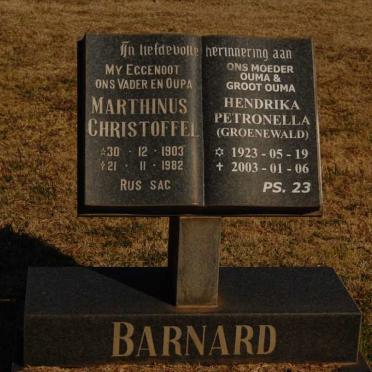 In liefdevolle herinnering aan
My Eggenoot
ons Vader en Oupa
Marthinus
Christoffel
☆30 · 12 · 1903
✝21 · 11 · 1982
Rus sag
ONS MOEDER
OUMA &
GROOT OUMA
HENDRIKA
PETRONELLA
(GROENEWALD)
✡ 1923 - 05 - 19
✝ 2003 - 01 - 06
PS. 23
BARNARD